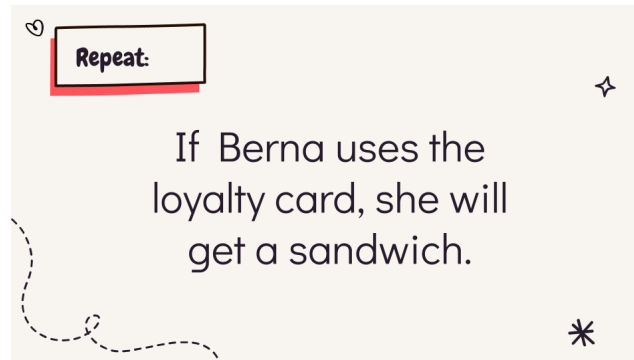 Repeat:
If Berna uses the
loyalty card, she will
get a sandwich.